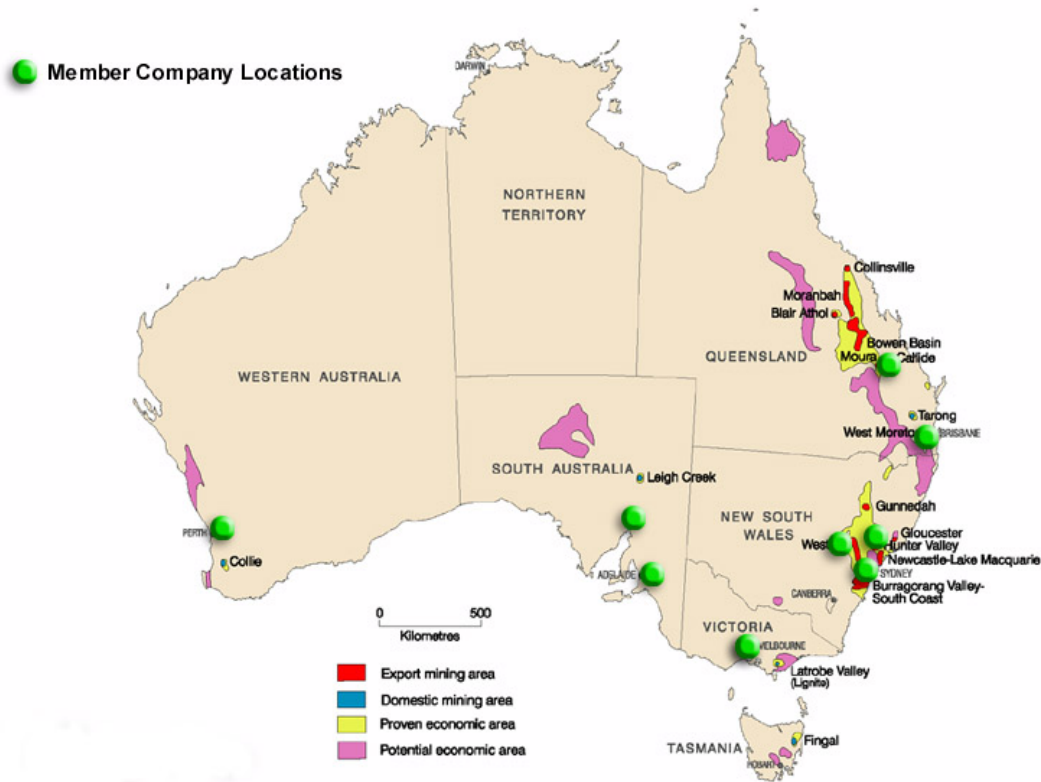 Member Company Locations
DARWIN
NORTHERN
TERRITORY
Collinsville
Moranbah
Blair Athol
Bowen Basin
QUEENSLAND
Moura
Callide
WESTERN AUSTRALIA
Tarong
West Moreto
BRISBANE
SOUTH AUSTRALIA
Leigh Creek
Gunnedah
NEW SOUTH
WALES
Gloucester
West
Hunter Valley
PERTH
Newcastle-Lake Macquarie
Collie
ADELAIDE
SYDNEY
Burragorang Valley-
South Coast
CANBERRA
0 500
Kilometres
VICTORIA
MELBOURNE
Latrobe Valley
(Lignite)
Export mining area
Domestic mining area
Proven economic area
Potential economic area
TASMANIA
Fingal
HOBART